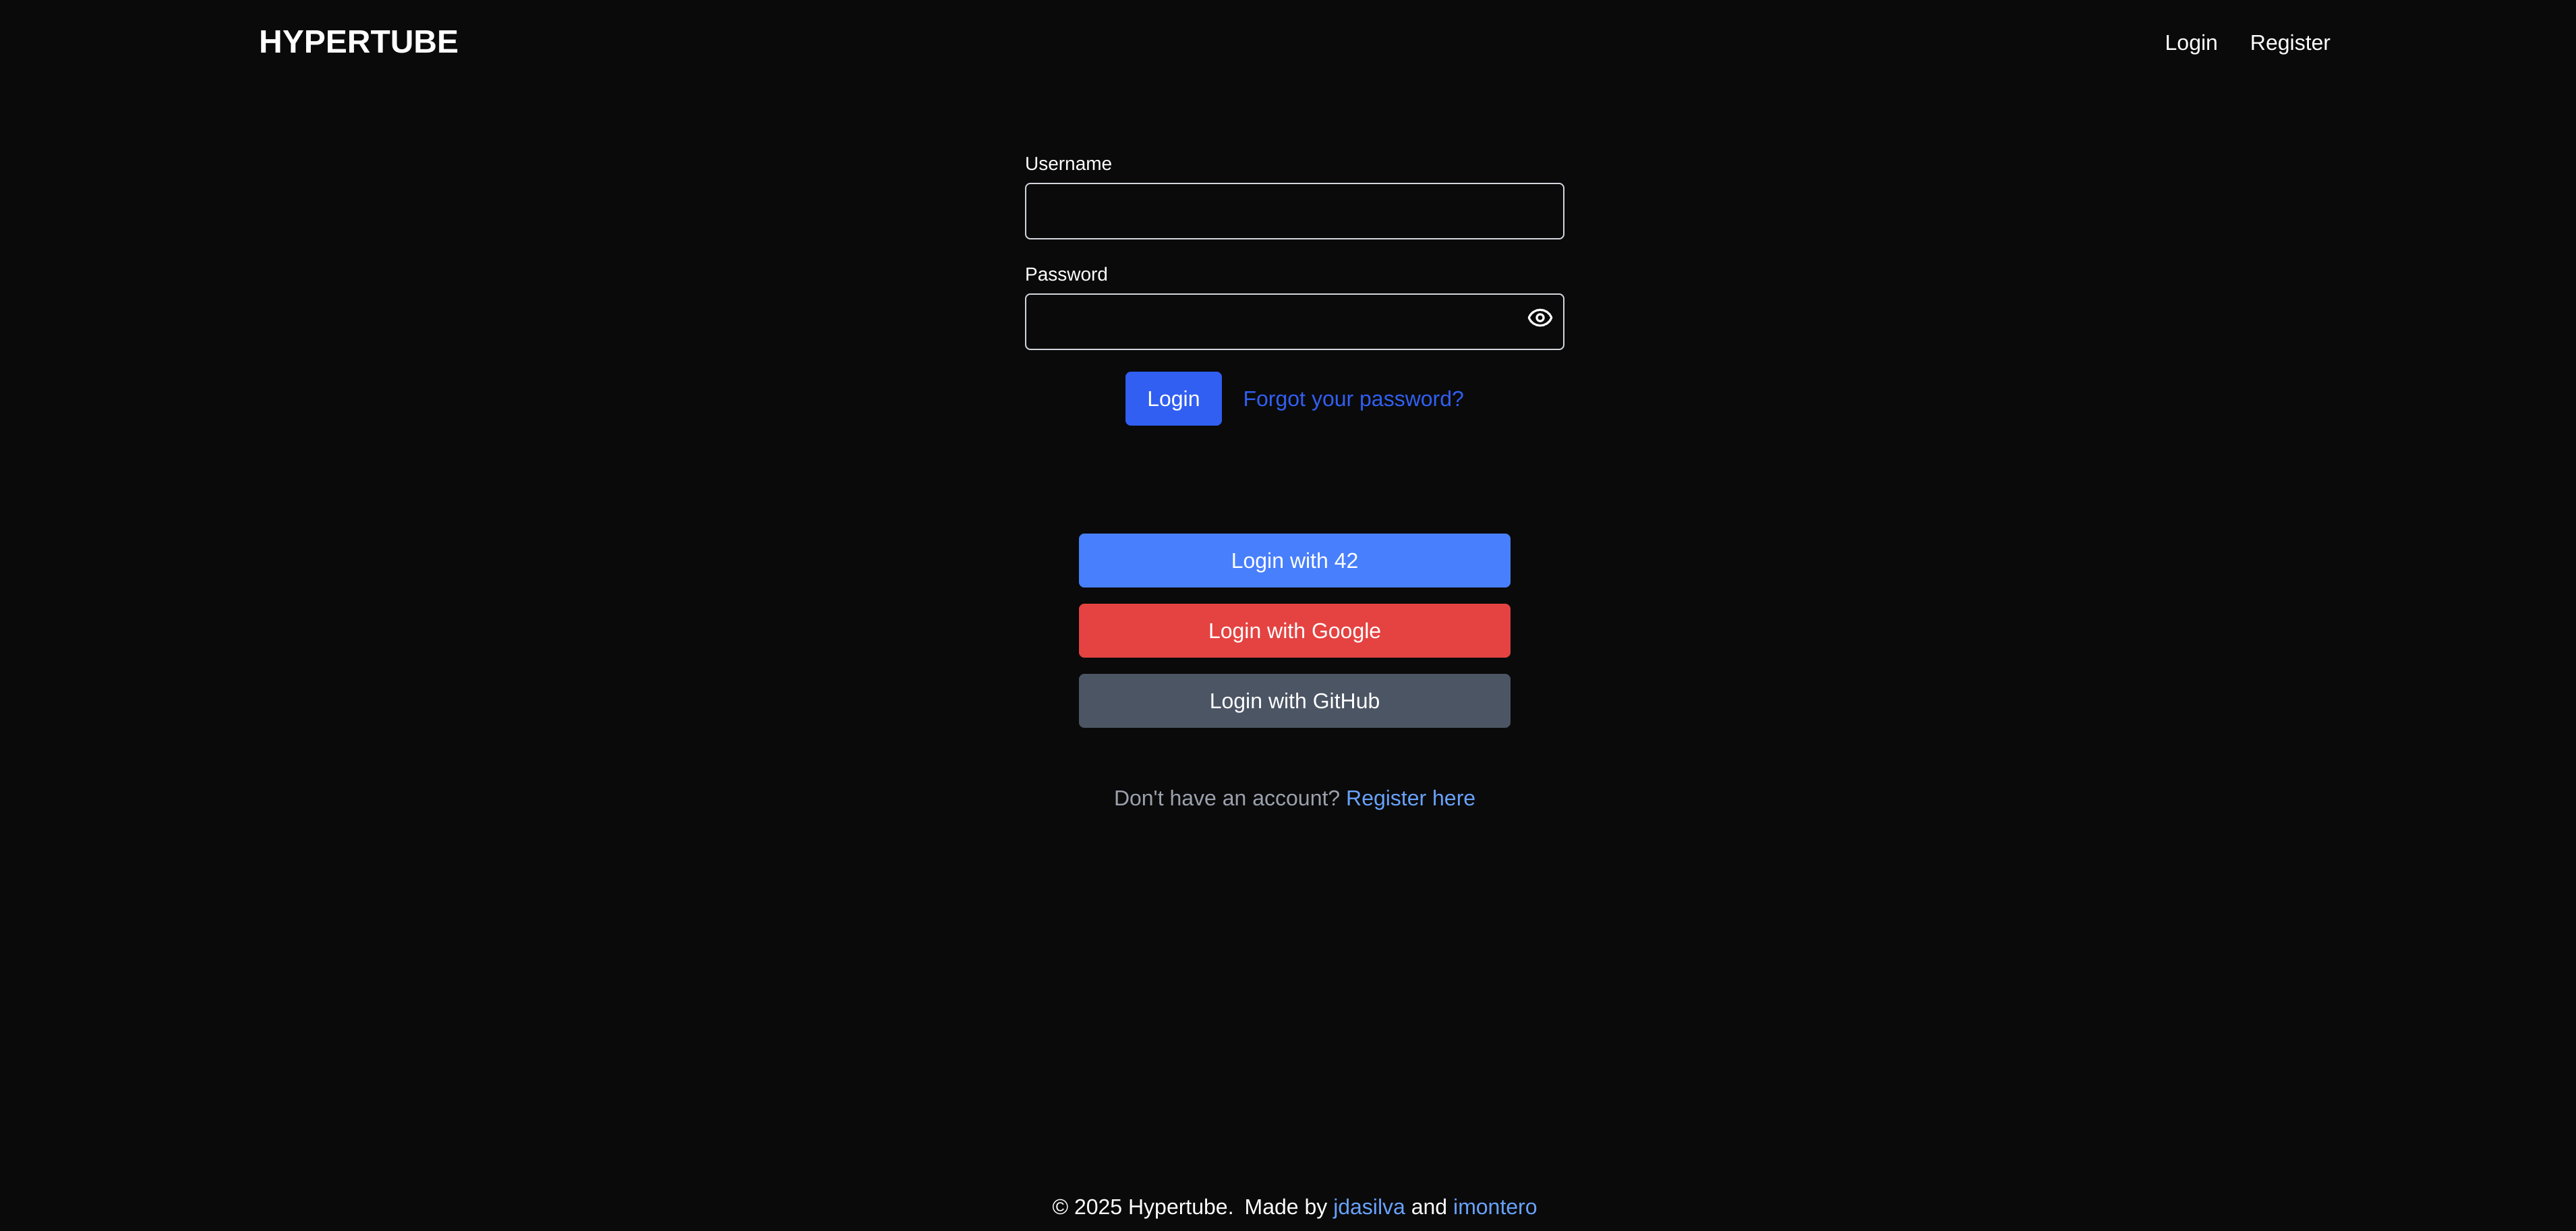 HYPERTUBE
Login Register
Username
Password
Login Forgot your password?
Login with 42
Login with Google
Login with GitHub
Don't have an account? Register here
© 2025 Hypertube. Made by jdasilva and imontero